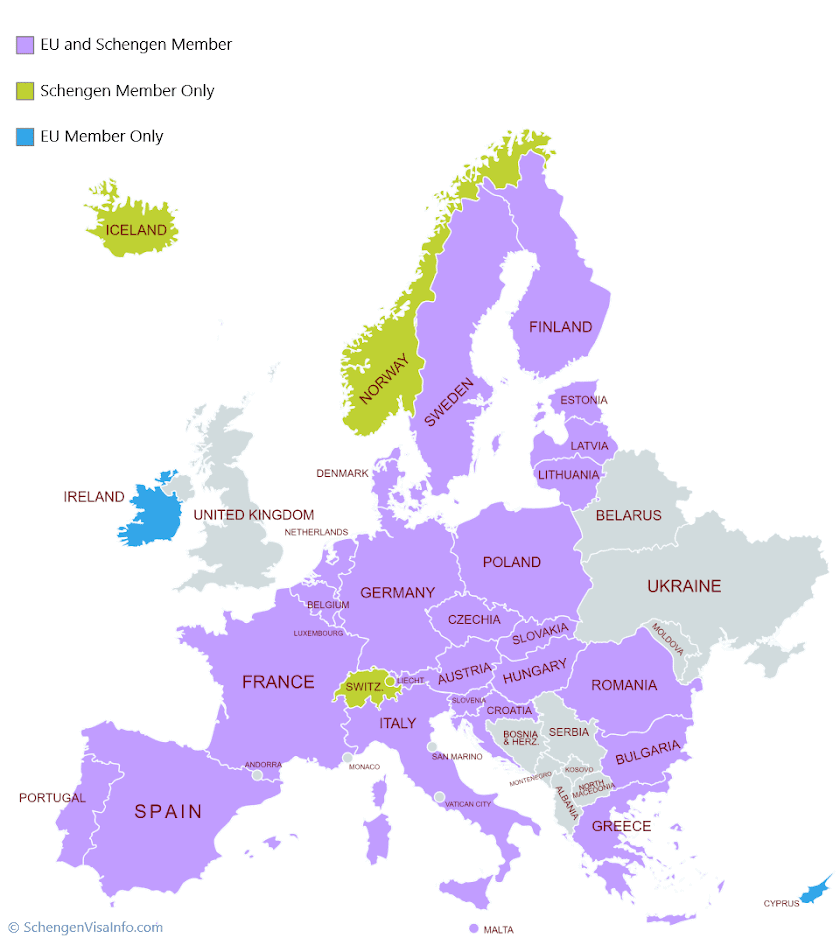 EU and Schengen Member
Schengen Member Only
EU Member Only
ICELAND
FINLAND
NORWAY
SWEDEN
ESTONIA
LATVIA
LITHUANIA
DENMARK
IRELAND
UNITED KINGDOM
NETHERLANDS
BELARUS
POLAND
UKRAINE
GERMANY
BELGIUM
LUXEMBOURG
CZECHIA
SLOVAKIA
MOLDOVA
FRANCE
SWITZ.
LIECHT
AUSTRIA
HUNGARY
ROMANIA
SLOVENIA
CROATIA
ITALY
BOSNIA
& HERZ.
SERBIA
BULGARIA
SAN MARINO
MONACO
ANDORRA
MONTENEGRO
KOSOVO
NORTH
MACEDONIA
ALBANIA
PORTUGAL
SPAIN
VATICAN CITY
GREECE
CYPRUS
MALTA
© SchengenVisaInfo.com